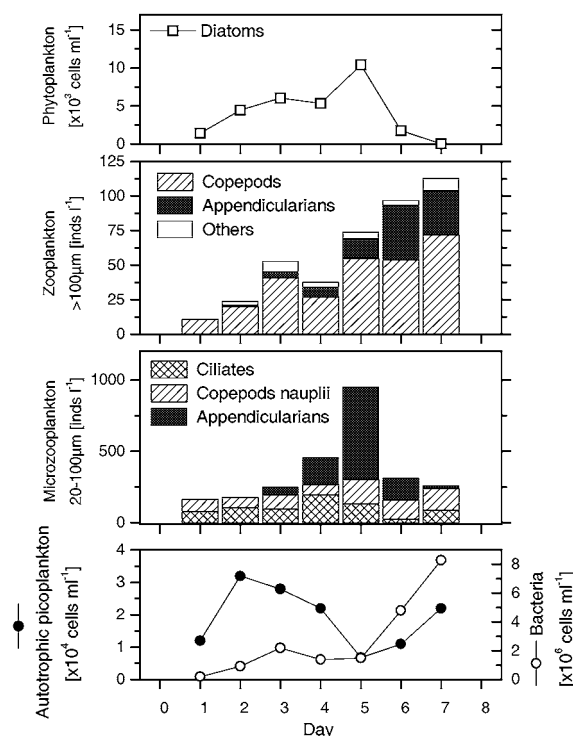 Phytoplankton
[x10³ cells ml⁻¹]
15
10
5
0
Diatoms
Zooplankton
>100µm [inds l⁻¹]
125
100
75
50
25
0
Copepods
Appendicularians
Others
Microzooplankton
20-100µm [inds l⁻¹]
1000
500
0
Ciliates
Copepods nauplii
Appendicularians
Autotrophic picoplankton
[x10⁴ cells ml⁻¹]
4
3
2
1
0
8
6
4
2
0
Bacteria
[x10⁶ cells ml⁻¹]
0 1 2 3 4 5 6 7 8
Day